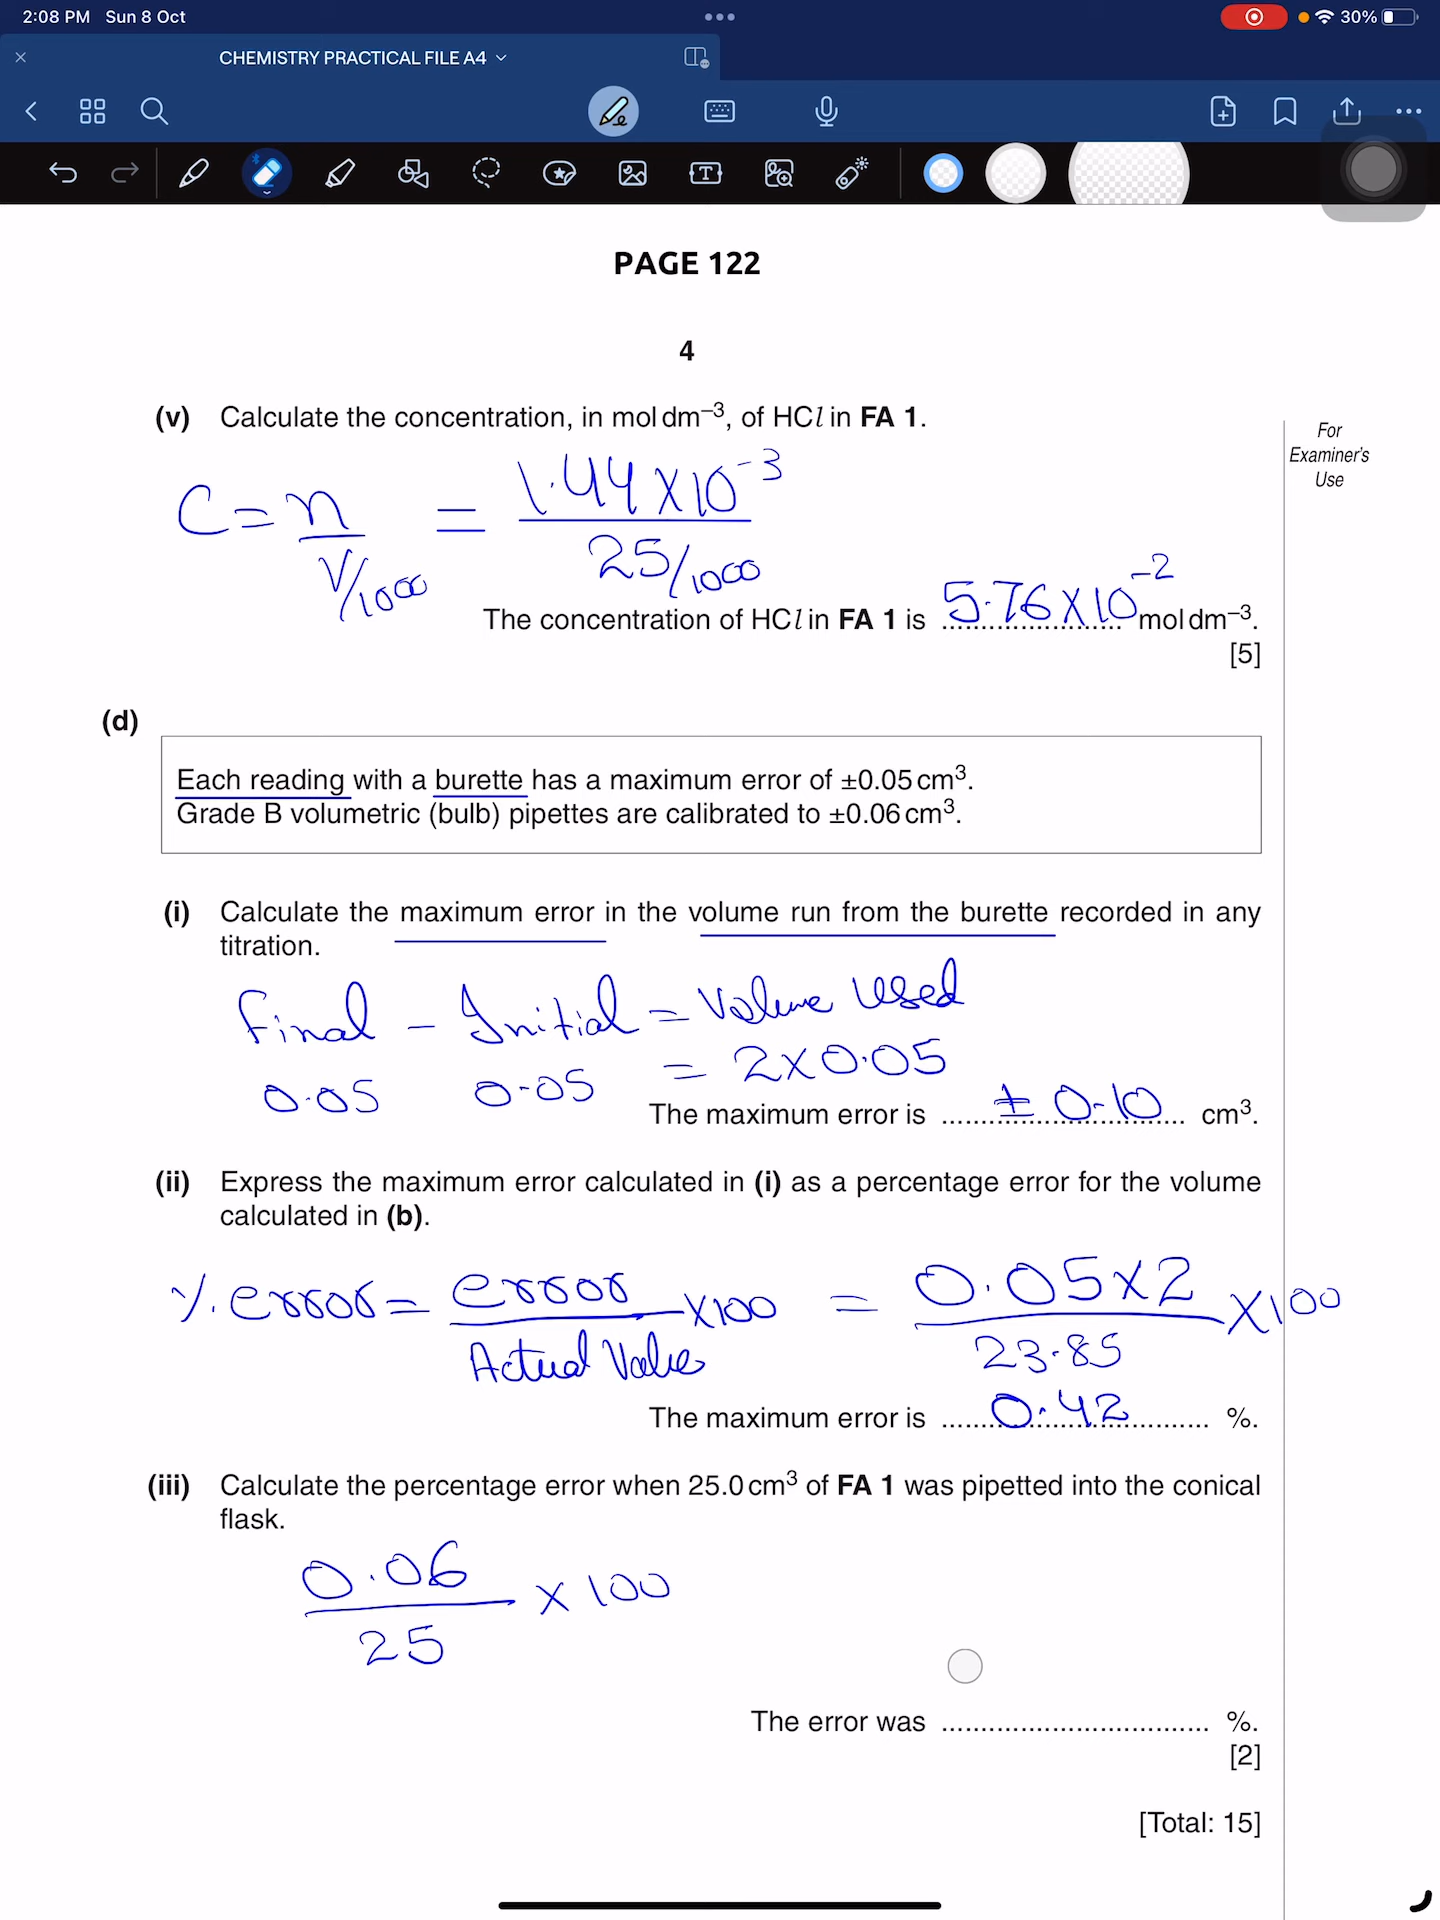 2:08 PM Sun 8 Oct
30%
CHEMISTRY PRACTICAL FILE A4
PAGE 122
4
For
Examiner's
Use
(v) Calculate the concentration, in mol dm⁻³, of HCl in FA 1.
C = n / V/1000 = 1.44 X 10⁻³ / 25/1000
The concentration of HCl in FA 1 is 5.76 X 10⁻² mol dm⁻³.
[5]
(d)
Each reading with a burette has a maximum error of ±0.05 cm³.
Grade B volumetric (bulb) pipettes are calibrated to ±0.06 cm³.
(i) Calculate the maximum error in the volume run from the burette recorded in any
titration.
Final - Initial = Volume Used
0.05 0.05 = 2 X 0.05
The maximum error is ± 0.10 cm³.
(ii) Express the maximum error calculated in (i) as a percentage error for the volume
calculated in (b).
%. error = error / Actual Value X 100 = 0.05 X 2 / 23.85 X 100
The maximum error is 0.42 %.
(iii) Calculate the percentage error when 25.0 cm³ of FA 1 was pipetted into the conical
flask.
0.06 / 25 X 100
The error was .................................. %.
[2]
[Total: 15]